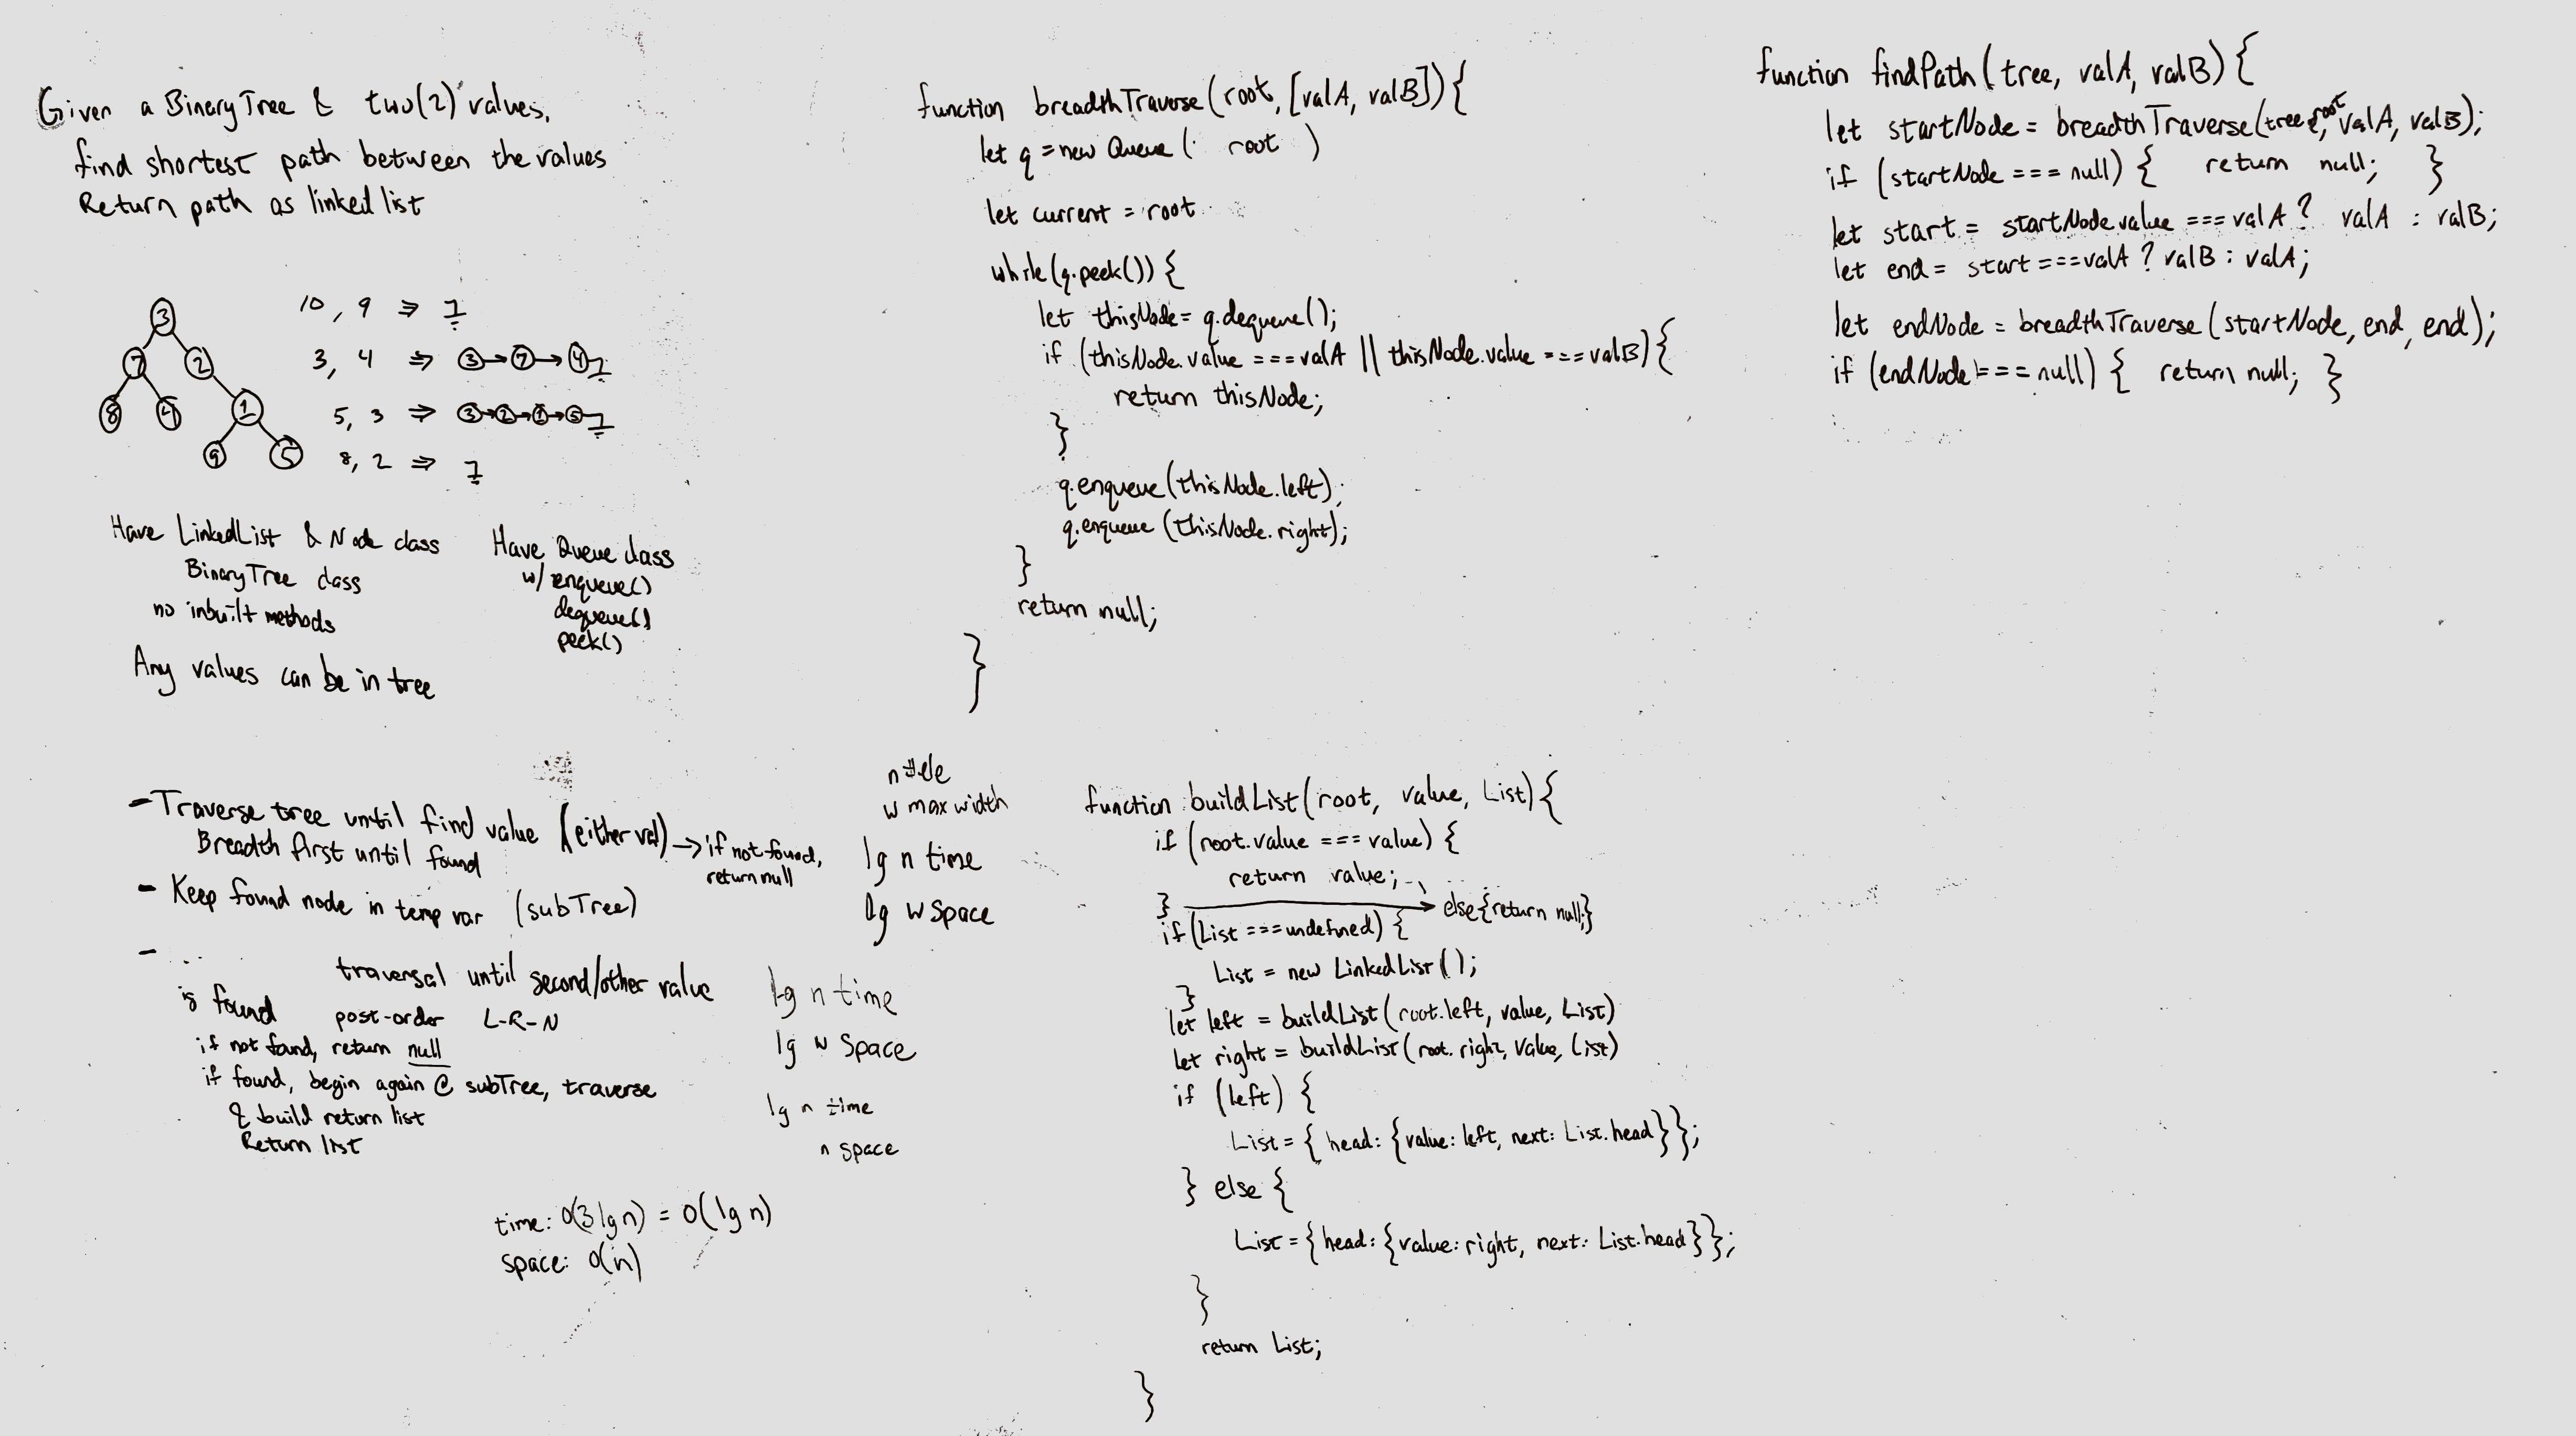 Given a BinaryTree & two(2) values,
find shortest path between the values
Return path as linked list
3
7 2
8 4 1
9 5
10, 9 ⇒
3, 4 ⇒ 3→7→4
5, 3 ⇒ 3→2→1→5
8, 2 ⇒
Have LinkedList & Node class
BinaryTree class
no inbuilt methods
Have Queue class
w/ enqueue()
dequeue()
peek()
Any values can be in tree
- Traverse tree until find value (either val) → if not found,
return null
Breadth first until found
- Keep found node in temp var (subTree)
- traversal until second/other value
is found post-order L-R-N
if not found, return null
if found, begin again @ subTree, traverse
& build return list
Return list
n # ele
w max width
lg n time
lg w space
lg n time
lg w space
lg n time
n space
time: O(3 lg n) = O(lg n)
space: O(n)
function breadthTraverse(root, [valA, valB]){
let q = new Queue( root )
let current = root
while(q.peek()) {
let thisNode = q.dequeue();
if (thisNode.value === valA || thisNode.value === valB){
return thisNode;
}
q.enqueue(thisNode.left);
q.enqueue(thisNode.right);
}
return null;
}
function buildList(root, value, List){
if (root.value === value) {
return value;
} → else{return null;}
if(List === undefined) {
List = new LinkedList();
}
let left = buildList(root.left, value, List)
let right = buildList(root.right, value, List)
if (left) {
List = { head: {value: left, next: List.head}};
} else {
List = {head: {value: right, next: List.head}};
}
return List;
}
function findPath(tree, valA, valB) {
let startNode = breadthTraverse(tree.root, valA, valB);
if (startNode === null) { return null; }
let start = startNode.value === valA ? valA : valB;
let end = start === valA ? valB : valA;
let endNode = breadthTraverse(startNode, end, end);
if (endNode === null) { return null; }